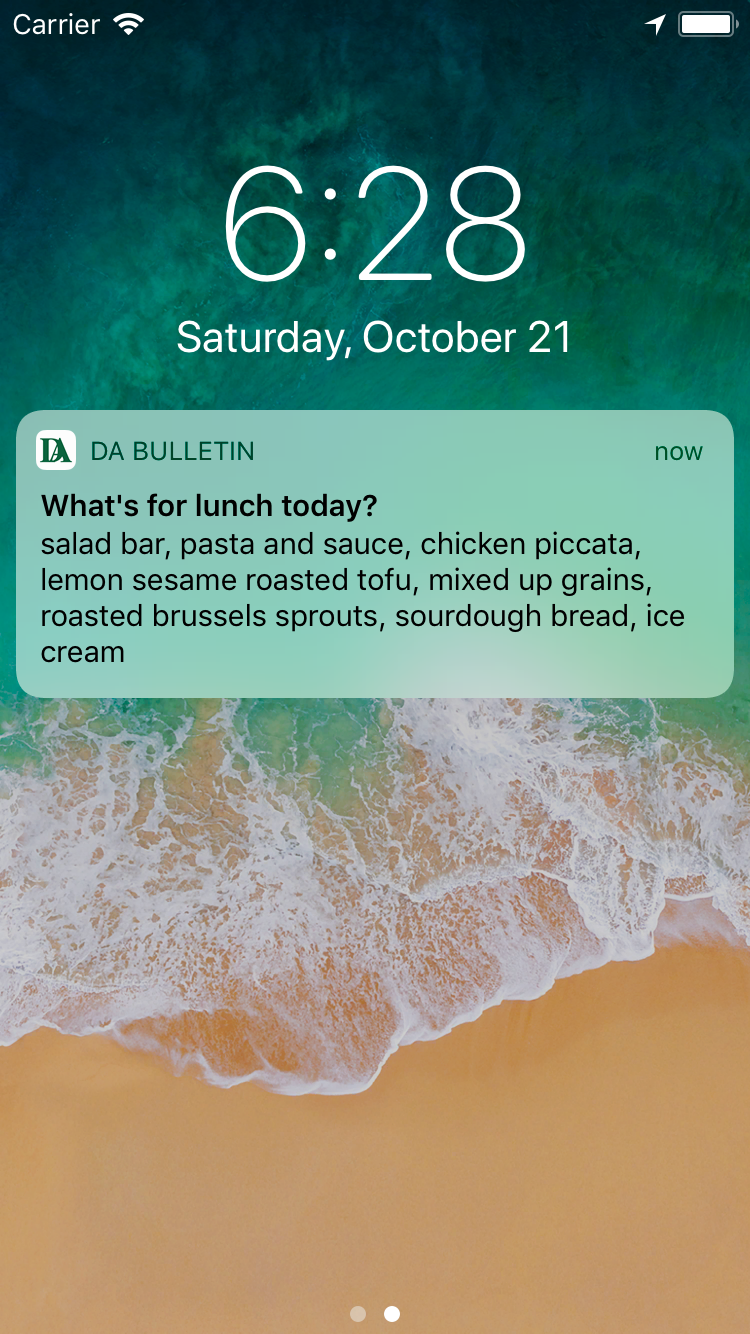 Carrier
6:28
Saturday, October 21
DA DA BULLETIN now
What's for lunch today?
salad bar, pasta and sauce, chicken piccata,
lemon sesame roasted tofu, mixed up grains,
roasted brussels sprouts, sourdough bread, ice
cream